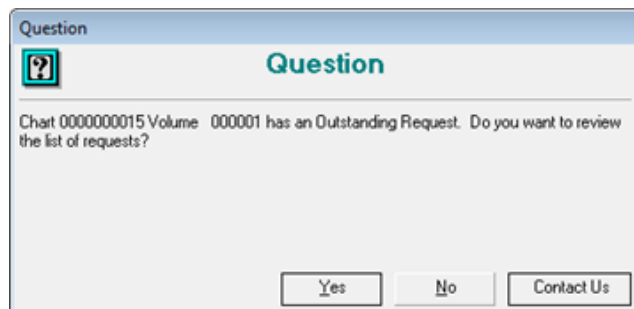 Question
Question
Chart 0000000015 Volume   000001 has an Outstanding Request.  Do you want to review
the list of requests?
Yes
No
Contact Us